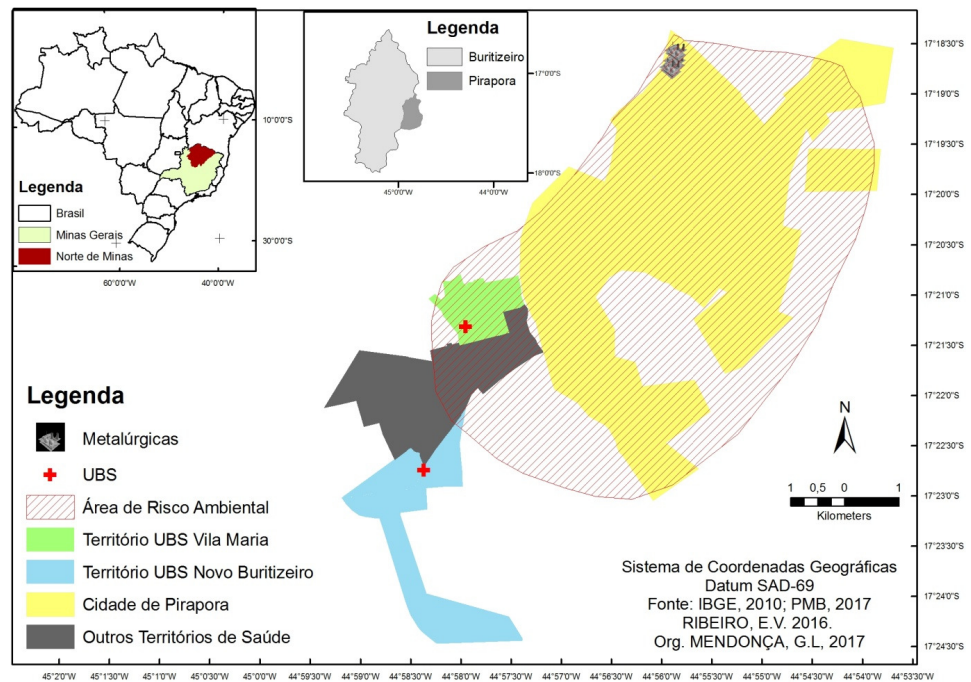 10°0'0"S
30°0'0"S
60°0'0"W
40°0'0"W
Legenda
Brasil
Minas Gerais
Norte de Minas
Legenda
Buritizeiro
Pirapora
17°0'0"S
18°0'0"S
45°0'0"W
44°0'0"W
17°18'30"S
17°19'0"S
17°19'30"S
17°20'0"S
17°20'30"S
17°21'0"S
17°21'30"S
17°22'0"S
17°22'30"S
17°23'0"S
17°23'30"S
17°24'0"S
17°24'30"S
Legenda
Metalúrgicas
UBS
Área de Risco Ambiental
Território UBS Vila Maria
Território UBS Novo Buritizeiro
Cidade de Pirapora
Outros Territórios de Saúde
N
1 0,5 0 1
Kilometers
Sistema de Coordenadas Geográficas
Datum SAD-69
Fonte: IBGE, 2010; PMB, 2017
RIBEIRO, E.V. 2016.
Org. MENDONÇA, G.L, 2017
45°2'0"W 45°1'30"W 45°1'0"W 45°0'30"W 45°0'0"W 44°59'30"W 44°59'0"W 44°58'30"W 44°58'0"W 44°57'30"W 44°57'0"W 44°56'30"W 44°56'0"W 44°55'30"W 44°55'0"W 44°54'30"W 44°54'0"W 44°53'30"W